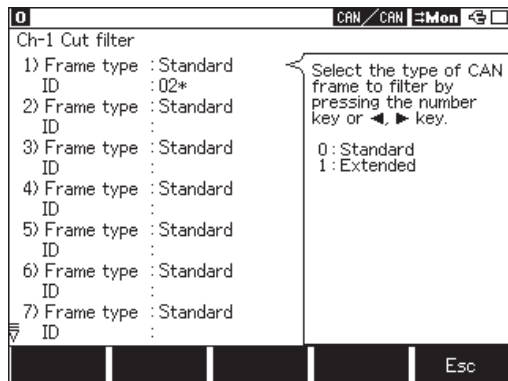 0 CAN/CAN ⇄Mon
Ch-1 Cut filter
1) Frame type : Standard
ID : 02*
2) Frame type : Standard
ID :
3) Frame type : Standard
ID :
4) Frame type : Standard
ID :
5) Frame type : Standard
ID :
6) Frame type : Standard
ID :
7) Frame type : Standard
ID :
Select the type of CAN
frame to filter by
pressing the number
key or ◀, ▶ key.
0 : Standard
1 : Extended
Esc